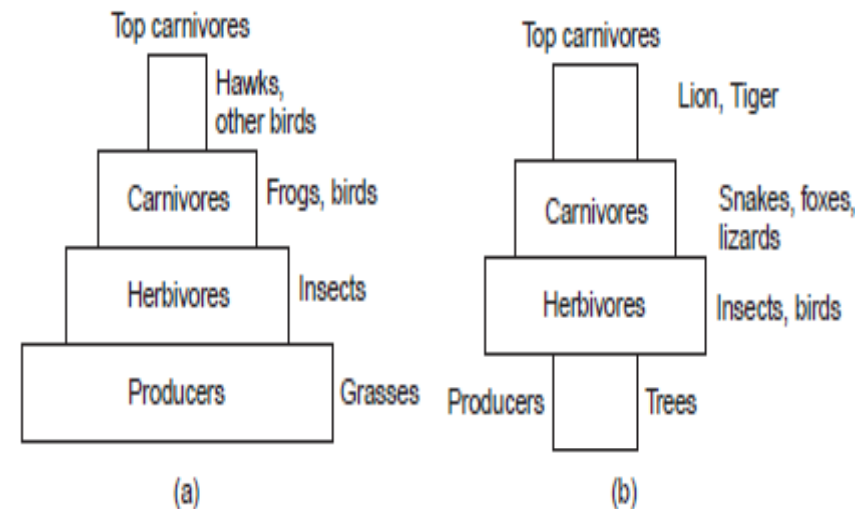 Top carnivores
Hawks,
other birds
Carnivores
Frogs, birds
Herbivores
Insects
Producers
Grasses
(a)
Top carnivores
Lion, Tiger
Carnivores
Snakes, foxes,
lizards
Herbivores
Insects, birds
Producers
Trees
(b)